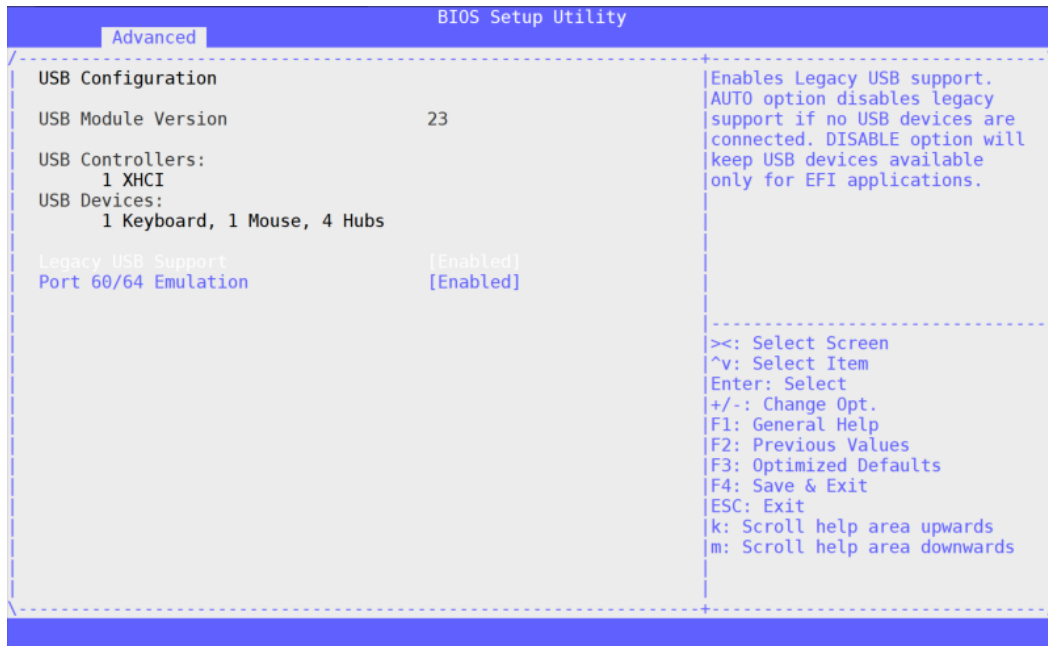 BIOS Setup Utility
Advanced
USB Configuration
USB Module Version 23
USB Controllers:
1 XHCI
USB Devices:
1 Keyboard, 1 Mouse, 4 Hubs
Legacy USB Support [Enabled]
Port 60/64 Emulation [Enabled]
Enables Legacy USB support.
AUTO option disables legacy
support if no USB devices are
connected. DISABLE option will
keep USB devices available
only for EFI applications.
><: Select Screen
^v: Select Item
Enter: Select
+/-: Change Opt.
F1: General Help
F2: Previous Values
F3: Optimized Defaults
F4: Save & Exit
ESC: Exit
k: Scroll help area upwards
m: Scroll help area downwards